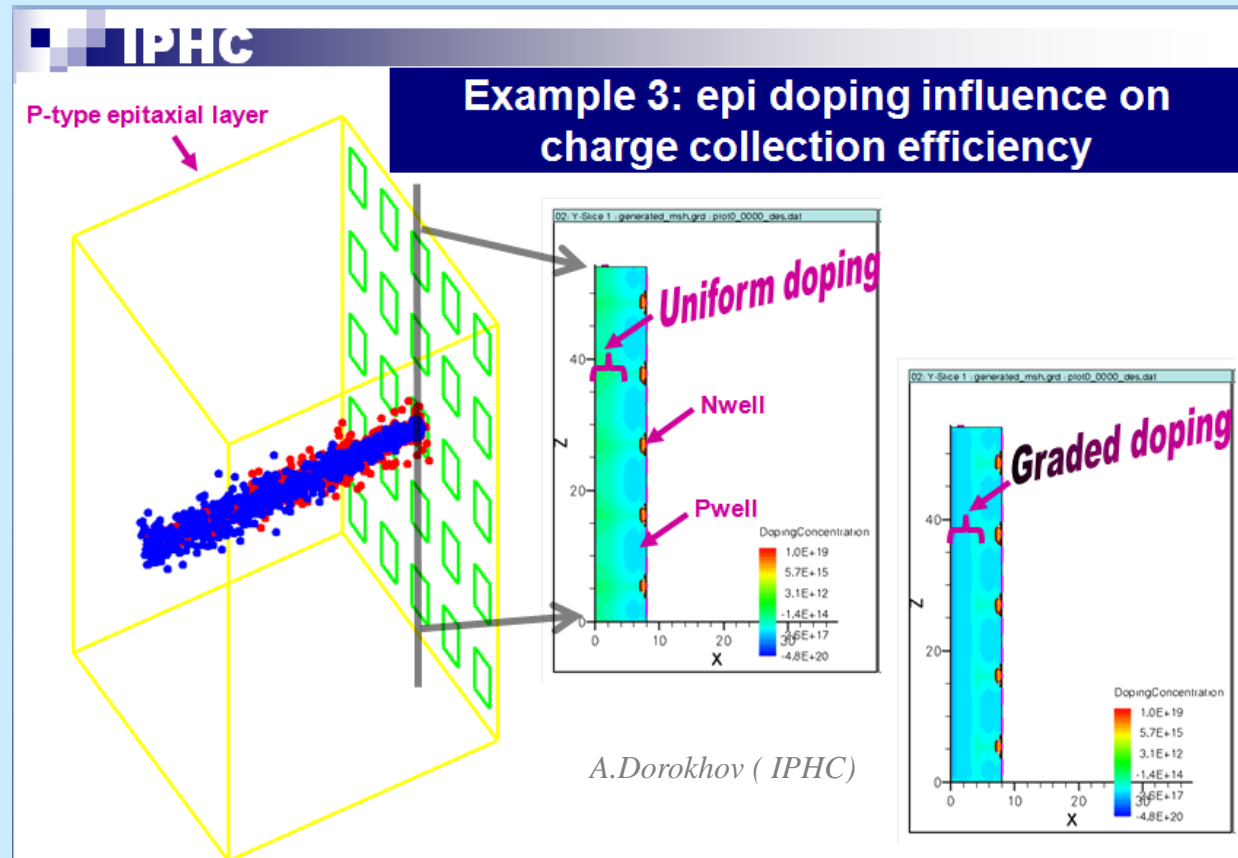 IPHC
Example 3: epi doping influence on
charge collection efficiency
P-type epitaxial layer
02: Y-Slice 1 : generated_msh.grd : plot0_0000_des.dat
Uniform doping
Nwell
Pwell
Z
40
20
0
0
10
20
30
X
DopingConcentration
1.0E+19
5.7E+15
3.1E+12
-1.4E+14
-2.6E+17
-4.8E+20
02: Y-Slice 1 : generated_msh.grd : plot0_0000_des.dat
Graded doping
Z
40
20
0
0
10
20
30
X
DopingConcentration
1.0E+19
5.7E+15
3.1E+12
-1.4E+14
-2.6E+17
-4.8E+20
A.Dorokhov ( IPHC)